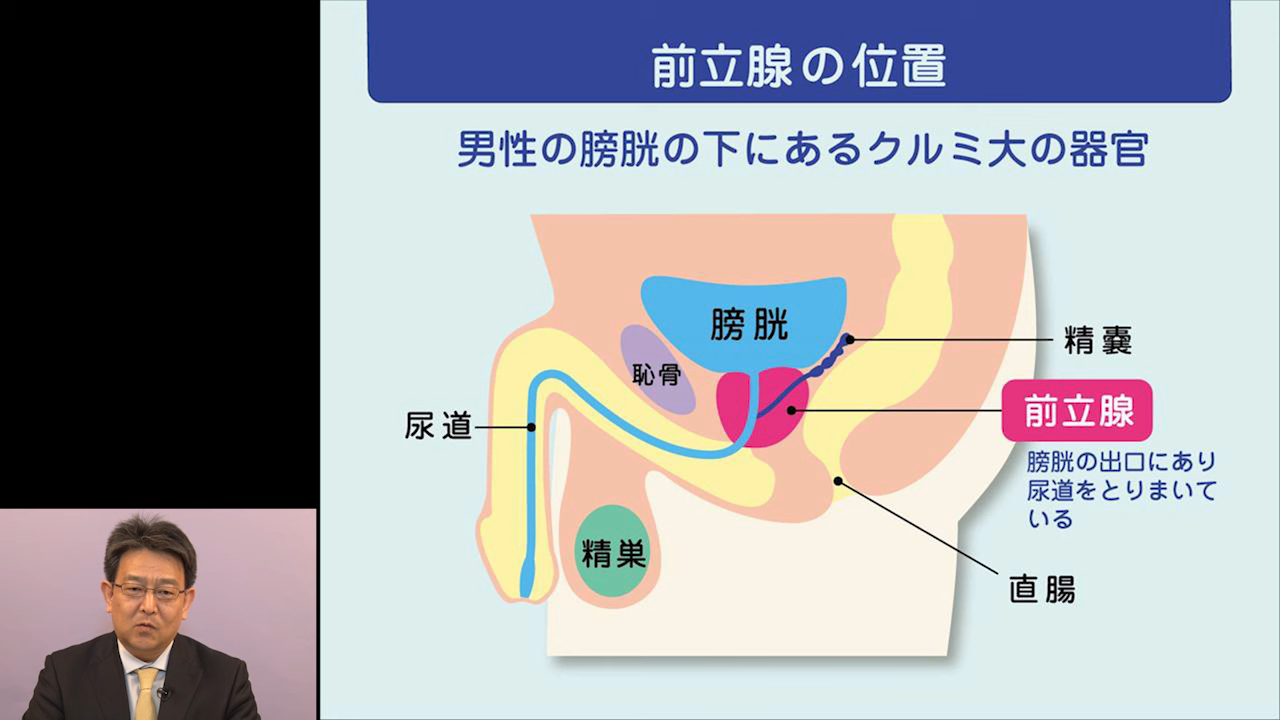 前立腺の位置
男性の膀胱の下にあるクルミ大の器官
膀胱
精嚢
恥骨
前立腺
尿道
膀胱の出口にあり
尿道をとりまいて
いる
精巣
直腸